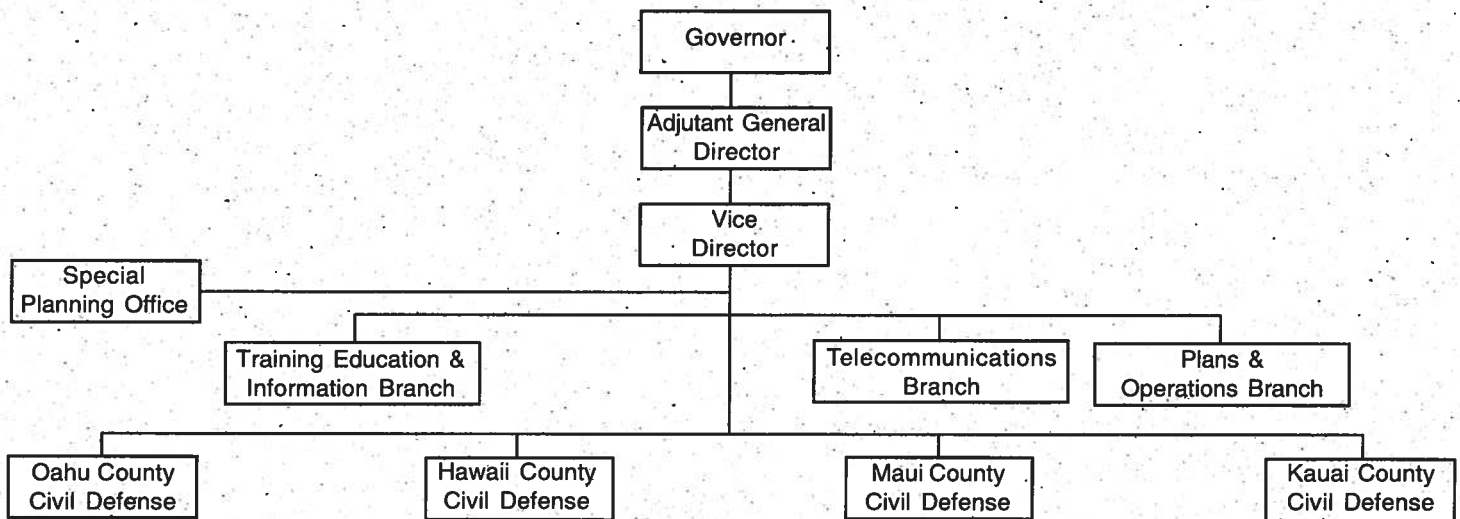 Governor
Adjutant General
Director
Vice
Director
Special
Planning Office
Training Education &
Information Branch
Telecommunications
Branch
Plans &
Operations Branch
Oahu County
Civil Defense
Hawaii County
Civil Defense
Maui County
Civil Defense
Kauai County
Civil Defense